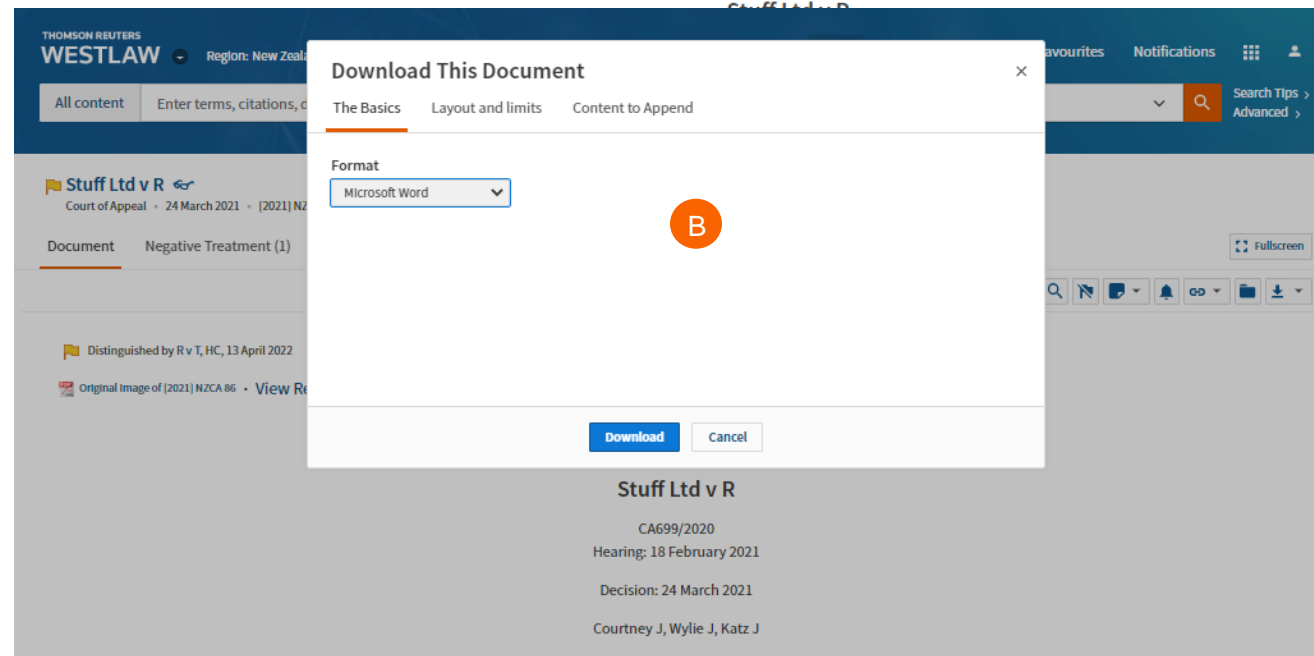 Stuff Ltd v R
THOMSON REUTERS
WESTLAW Region: New Zeala
avourites Notifications
All content Enter terms, citations, d
Search Tips >
Advanced >
Download This Document ×
The Basics Layout and limits Content to Append
Format
Microsoft Word
B
Download Cancel
Stuff Ltd v R
Court of Appeal • 24 March 2021 • [2021] NZ
Document Negative Treatment (1)
Fullscreen
Distinguished by R v T, HC, 13 April 2022
Original Image of [2021] NZCA 86 • View Re
Stuff Ltd v R
CA699/2020
Hearing: 18 February 2021
Decision: 24 March 2021
Courtney J, Wylie J, Katz J